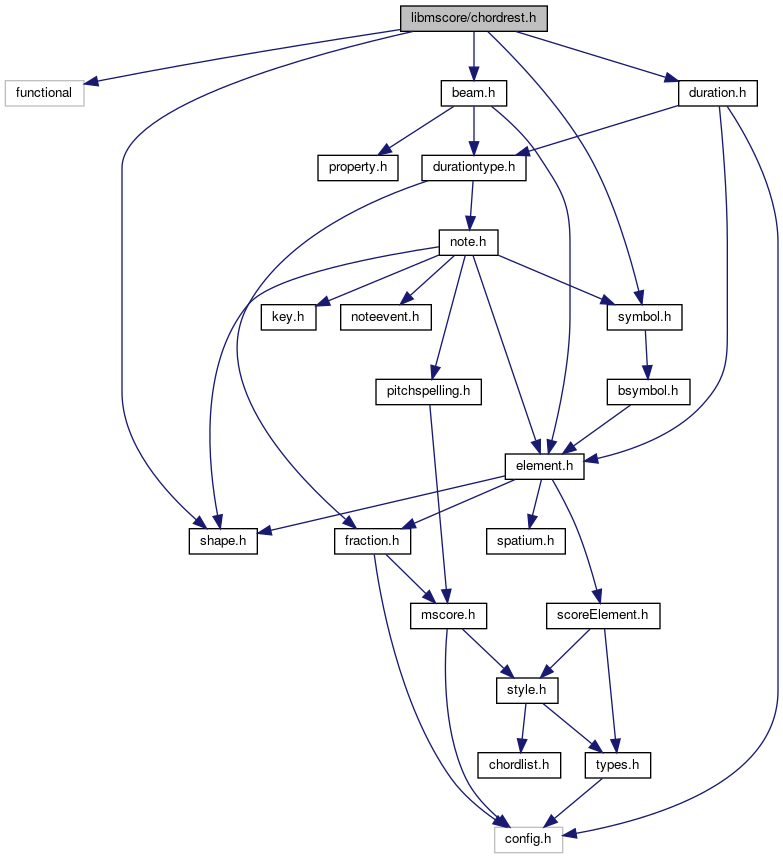 libmscore/chordrest.h
functional
beam.h
duration.h
property.h
durationtype.h
note.h
key.h
noteevent.h
symbol.h
pitchspelling.h
bsymbol.h
element.h
shape.h
fraction.h
spatium.h
mscore.h
scoreElement.h
style.h
chordlist.h
types.h
config.h